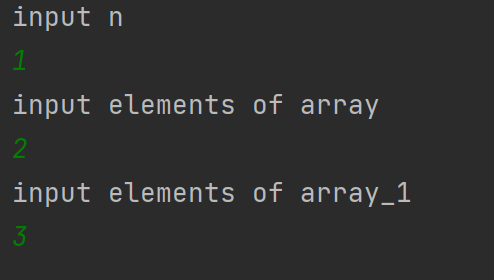 input n
1
input elements of array
2
input elements of array_1
3